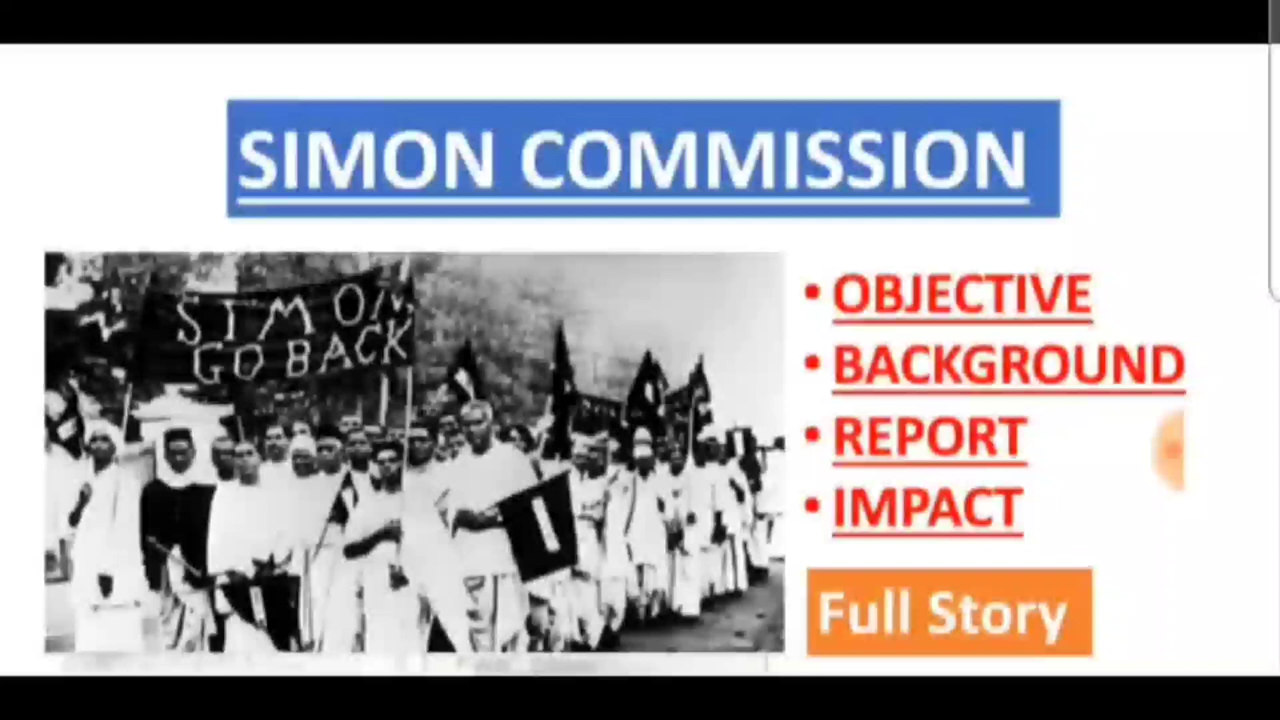 SIMON COMMISSION
SIMON
GO BACK
• OBJECTIVE
• BACKGROUND
• REPORT
• IMPACT
Full Story